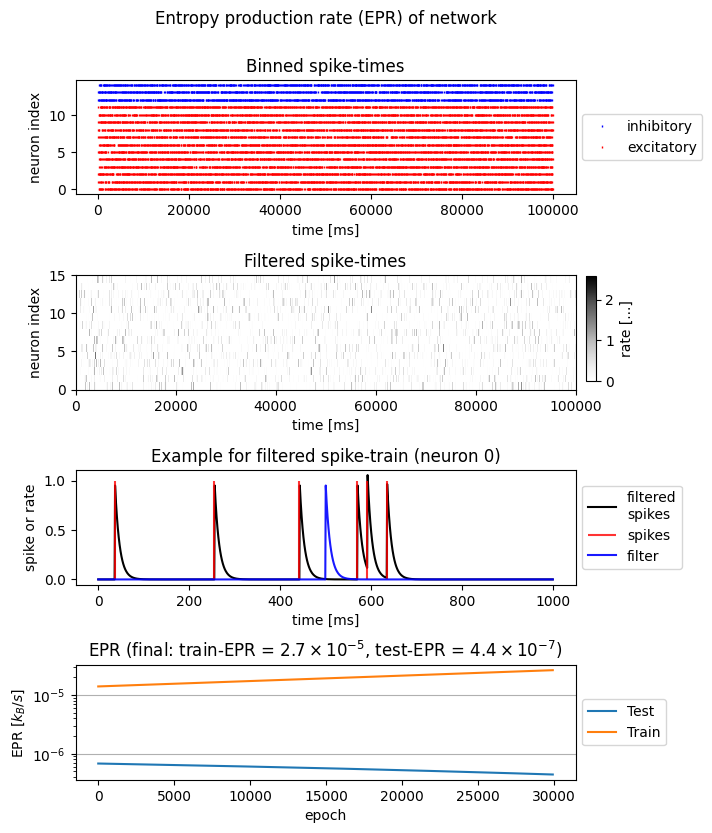 Entropy production rate (EPR) of network
Binned spike-times
neuron index
10
5
0
0 20000 40000 60000 80000 100000
time [ms]
inhibitory
excitatory
Filtered spike-times
neuron index
15
10
5
0
0 20000 40000 60000 80000 100000
time [ms]
2
1
0
rate [...]
Example for filtered spike-train (neuron 0)
spike or rate
1.0
0.5
0.0
0 200 400 600 800 1000
time [ms]
filtered
spikes
spikes
filter
EPR (final: train-EPR = 2.7 × 10⁻⁵, test-EPR = 4.4 × 10⁻⁷)
EPR [k_B/s]
10⁻⁵
10⁻⁶
0 5000 10000 15000 20000 25000 30000
epoch
Test
Train